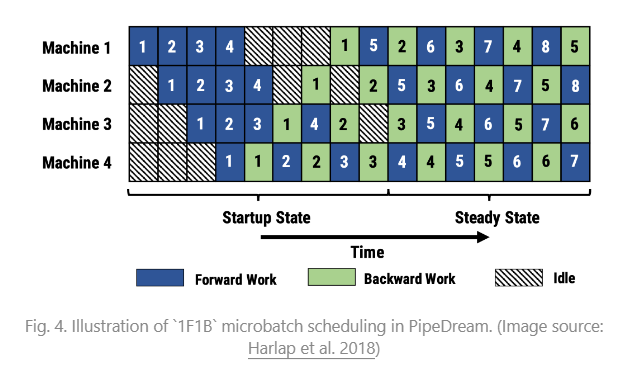 Machine 1 1 2 3 4 1 5 2 6 3 7 4 8 5
Machine 2 1 2 3 4 1 2 5 3 6 4 7 5 8
Machine 3 1 2 3 1 4 2 3 5 4 6 5 7 6
Machine 4 1 1 2 2 3 3 4 4 5 5 6 6 7
Startup State Steady State
Time
Forward Work Backward Work Idle
Fig. 4. Illustration of `1F1B` microbatch scheduling in PipeDream. (Image source:
Harlap et al. 2018)